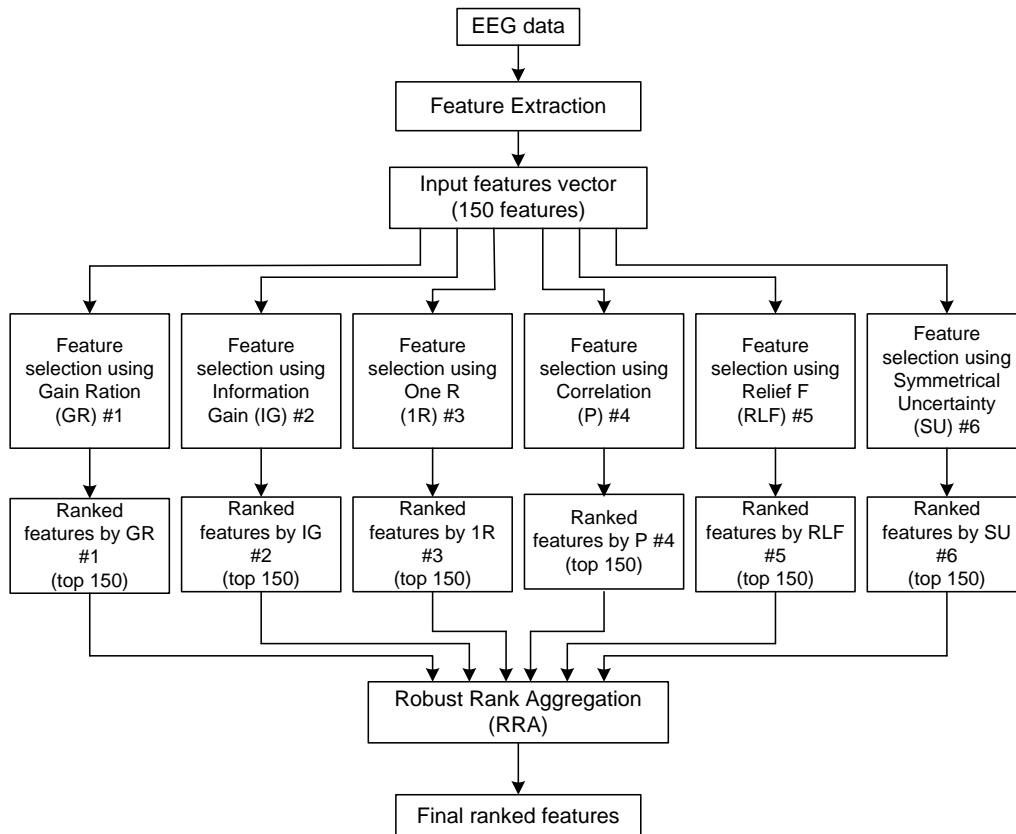 EEG data
Feature Extraction
Input features vector
(150 features)
Feature
selection using
Gain Ration
(GR) #1
Feature
selection using
Information
Gain (IG) #2
Feature
selection using
One R
(1R) #3
Feature
selection using
Correlation
(P) #4
Feature
selection using
Relief F
(RLF) #5
Feature
selection using
Symmetrical
Uncertainty
(SU) #6
Ranked
features by GR
#1
(top 150)
Ranked
features by IG
#2
(top 150)
Ranked
features by 1R
#3
(top 150)
Ranked
features by P #4
(top 150)
Ranked
features by RLF
#5
(top 150)
Ranked
features by SU
#6
(top 150)
Robust Rank Aggregation
(RRA)
Final ranked features